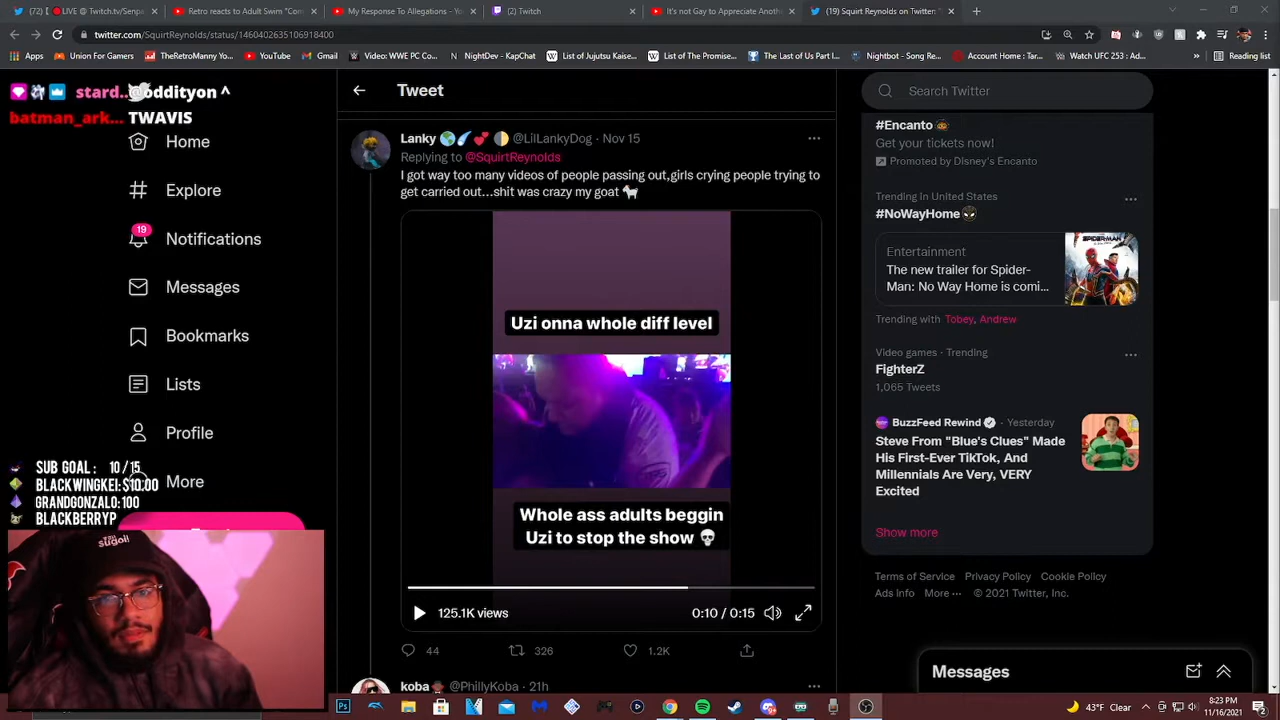 (72) [🔴 LIVE @ Twitch.tv/Senpa
Retro reacts to Adult Swim "Con
My Response To Allegations - You
(2) Twitch
It's not Gay to Appreciate Anoth
(19) Squirt Reynolds on Twitter: "
twitter.com/SquirtReynolds/status/1460402635106918400
Apps
Union For Gamers
TheRetroManny Yo...
YouTube
Gmail
Video: WWE PC Co...
NightDev - KapChat
List of Jujutsu Kaise...
List of The Promise...
The Last of Us Part I...
Nightbot - Regulars...
Account Home : Tar...
Watch UFC 253 - Ad...
»
Reading list
stard... @oddityon ^
batman_ark... TWAVIS
Home
Explore
19
Notifications
Messages
Bookmarks
Lists
Profile
More
SUB GOAL : 10 / 15
BLACKWINGKEI: $10.00
GRANDGONZALO: 100
BLACKBERRYP
sugoi!
Tweet
Lanky 🌎☄️💕🌗 @LilLankyDog · Nov 15
Replying to @SquirtReynolds
I got way too many videos of people passing out,girls crying people trying to
get carried out...shit was crazy my goat 🐐
Uzi onna whole diff level
Whole ass adults beggin
Uzi to stop the show 💀
125.1K views
0:10 / 0:15
44
326
1.2K
koba @PhillyKoba · 21h
Search Twitter
#Encanto
Get your tickets now!
Promoted by Disney's Encanto
Trending in United States
#NoWayHome
Entertainment
The new trailer for Spider-
Man: No Way Home is comi...
Trending with Tobey, Andrew
Video games · Trending
FighterZ
1,065 Tweets
BuzzFeed Rewind · Yesterday
Steve From "Blue's Clues" Made
His First-Ever TikTok, And
Millennials Are Very, VERY
Excited
Show more
Terms of Service Privacy Policy Cookie Policy
Ads info More ··· © 2021 Twitter, Inc.
Messages
43°F Clear
8:23 PM
11/16/2021